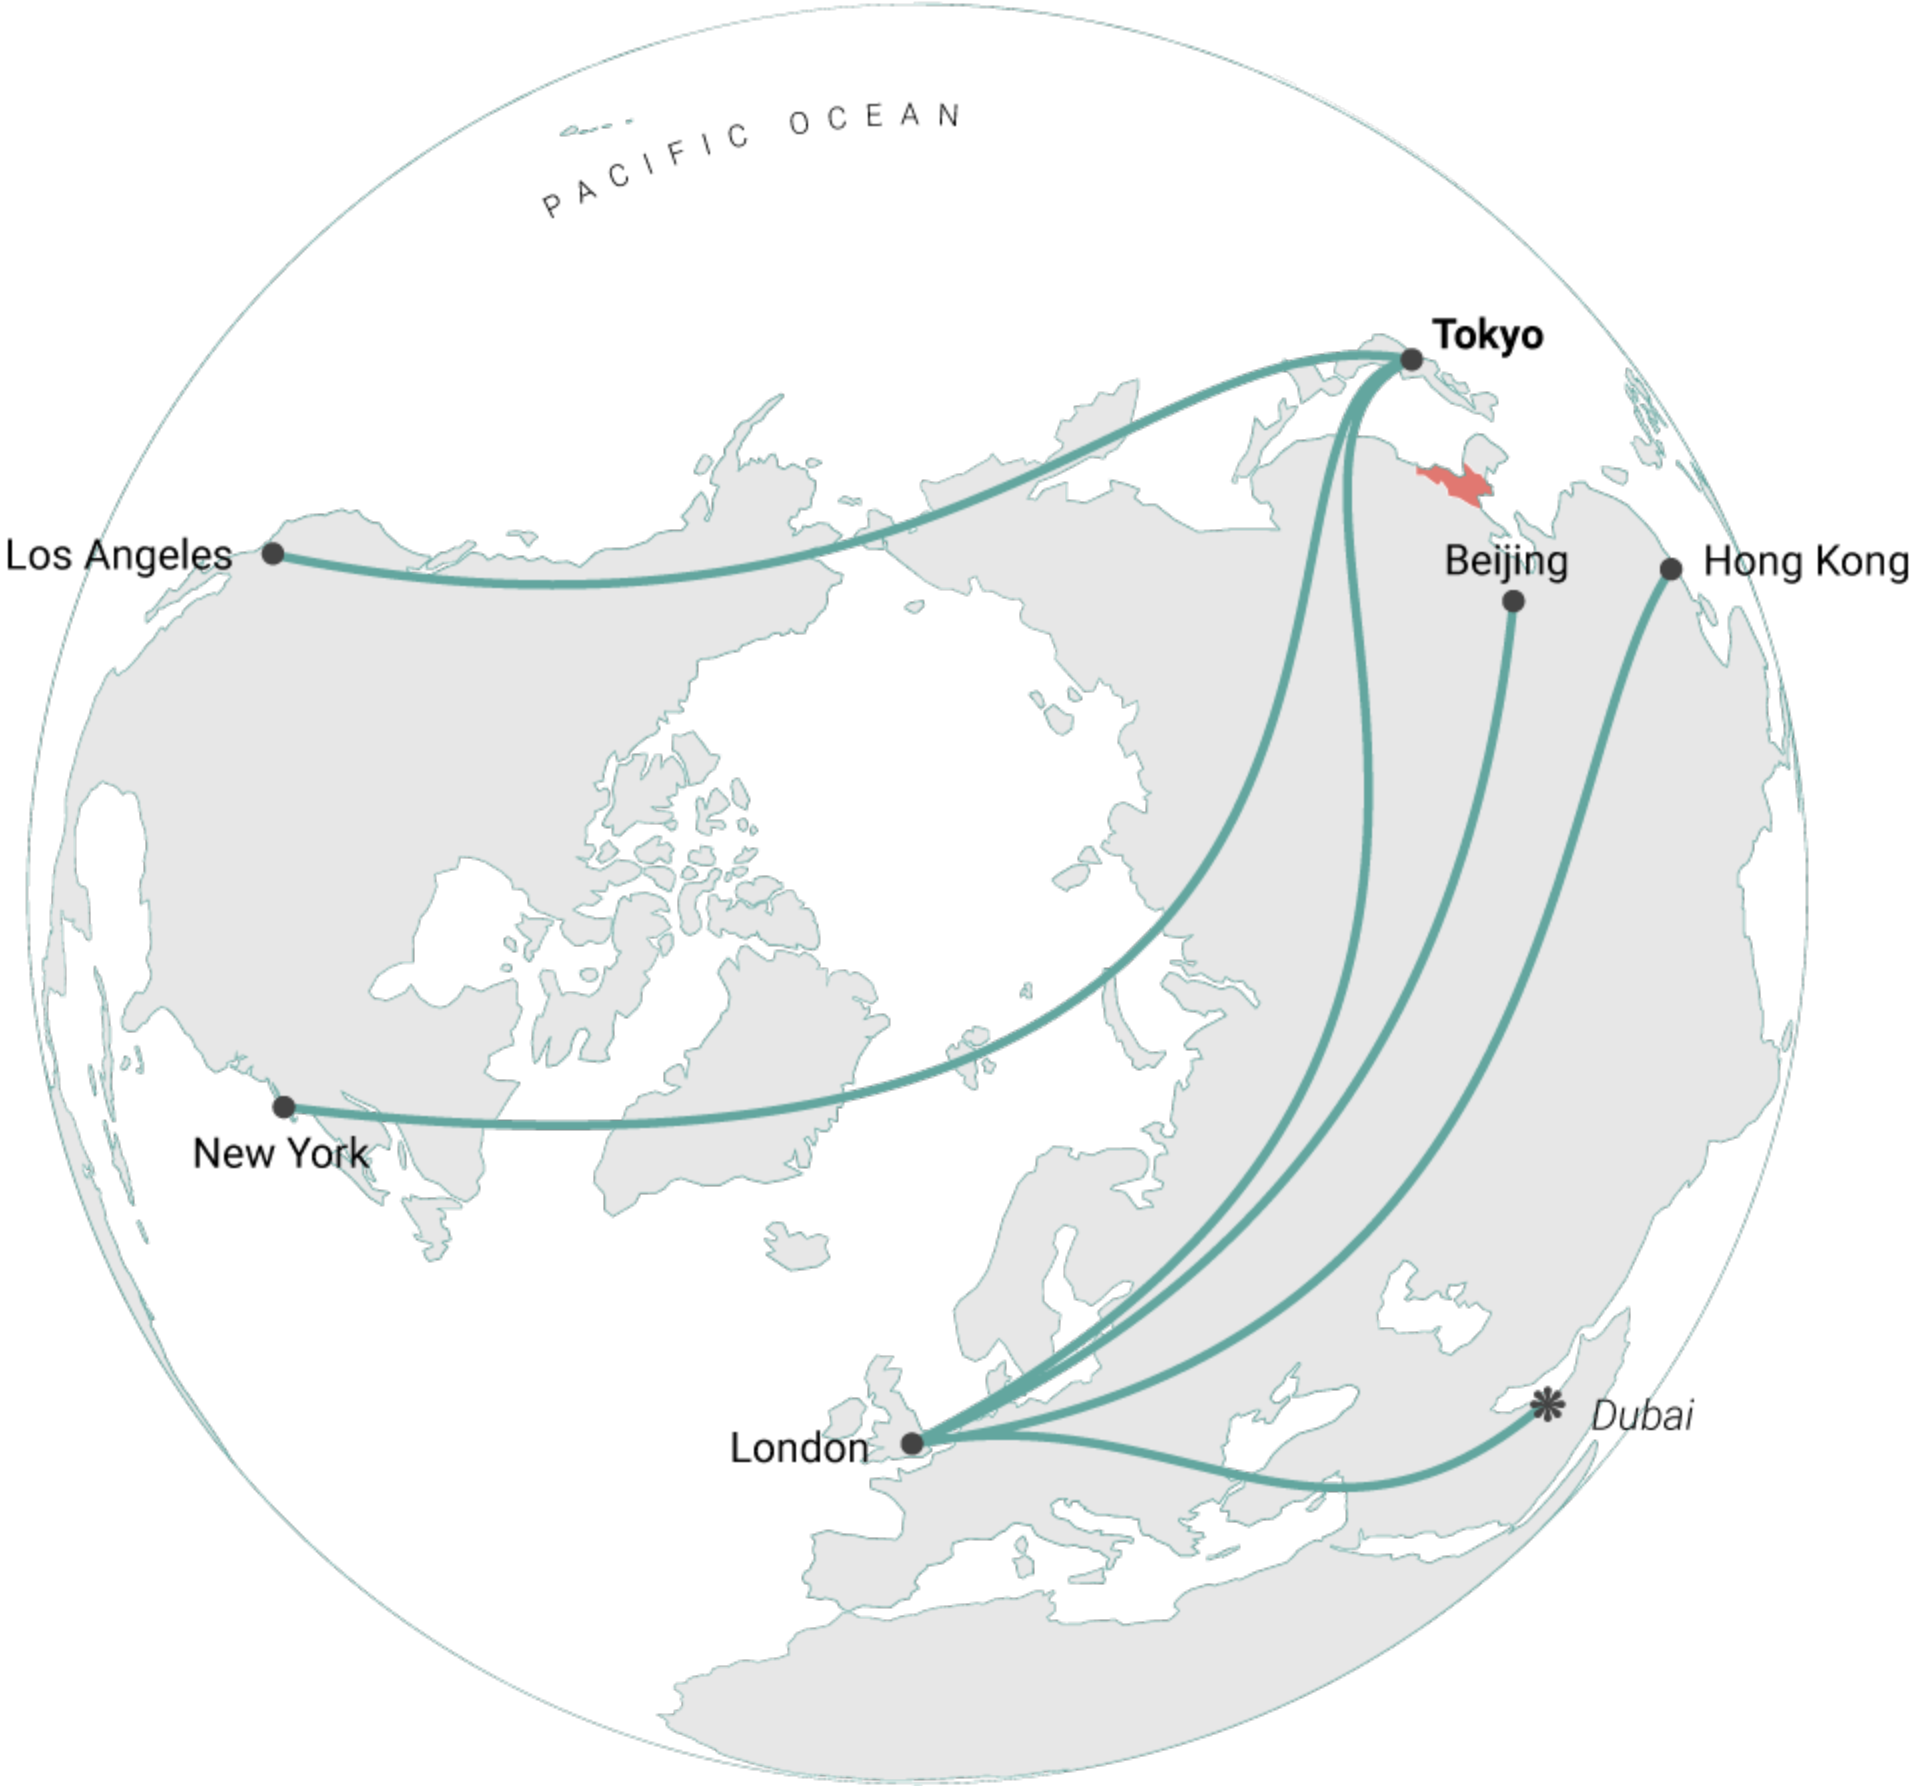 PACIFIC OCEAN
Tokyo
Los Angeles
Beijing
Hong Kong
New York
Dubai
London